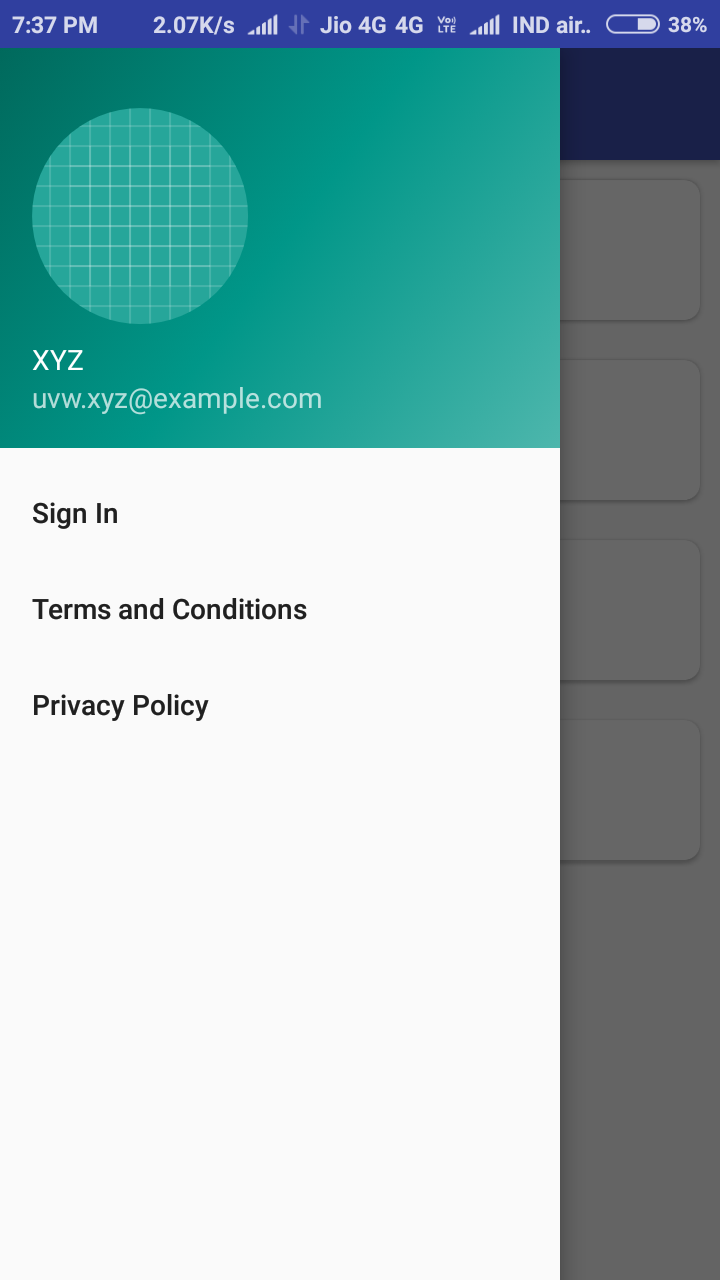 7:37 PM 2.07K/s Jio 4G 4G Vo) LTE IND air.. 38%
XYZ
uvw.xyz@example.com
Sign In
Terms and Conditions
Privacy Policy